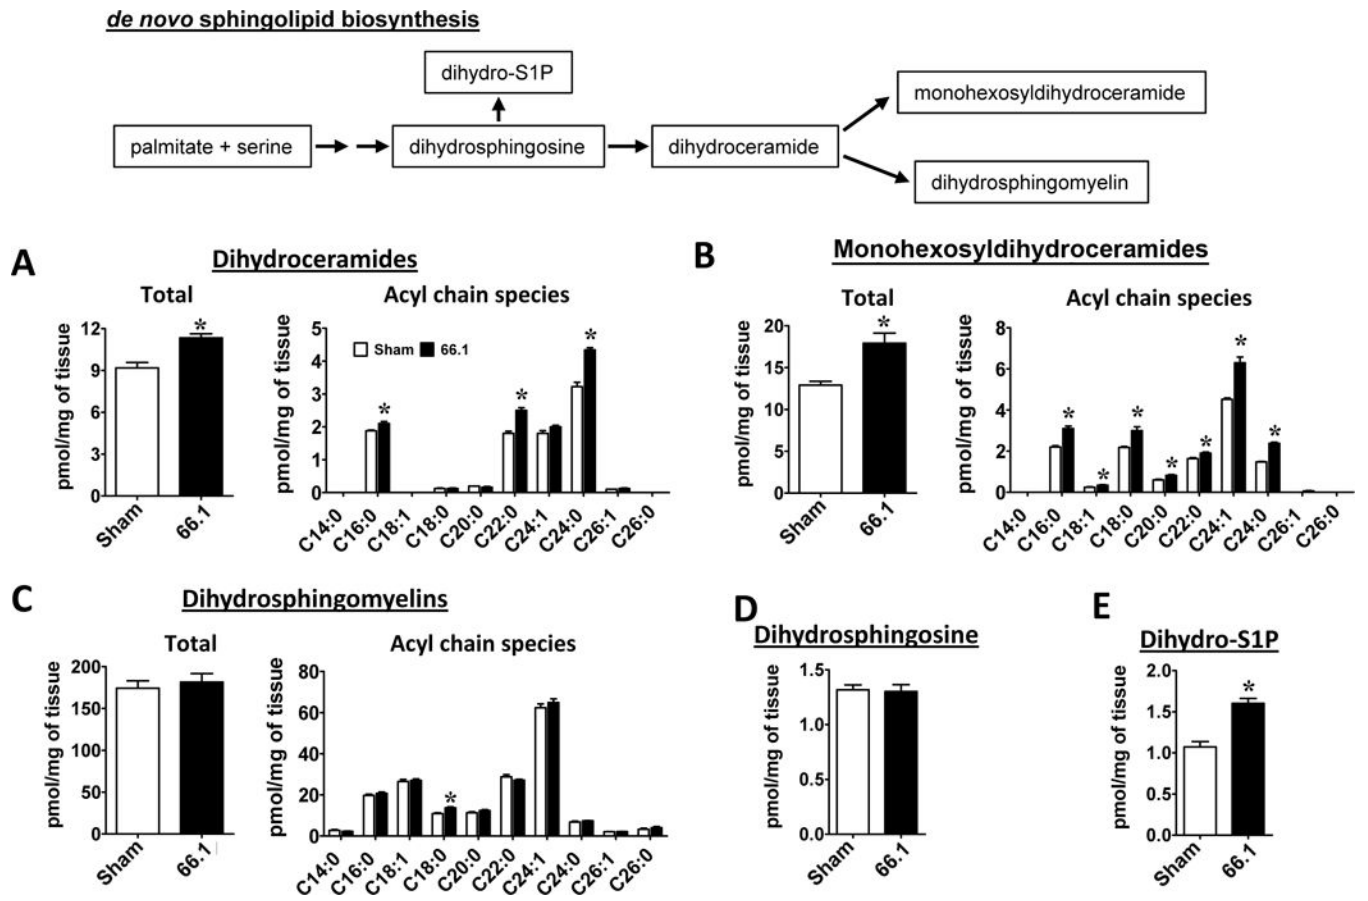 de novo sphingolipid biosynthesis
dihydro-S1P
monohexosyldihydroceramide
palmitate + serine
dihydrosphingosine
dihydroceramide
dihydrosphingomyelin
A
Dihydroceramides
Total
pmol/mg of tissue
12
9
6
3
0
*
Sham
66.1
Acyl chain species
pmol/mg of tissue
5
4
3
2
1
0
Sham 66.1
*
*
*
C14:0
C16:0
C18:1
C18:0
C20:0
C22:0
C24:1
C24:0
C26:1
C26:0
B
Monohexosyldihydroceramides
Total
pmol/mg of tissue
20
15
10
5
0
*
Sham
66.1
Acyl chain species
pmol/mg of tissue
8
6
4
2
0
*
*
*
*
*
*
*
C14:0
C16:0
C18:1
C18:0
C20:0
C22:0
C24:1
C24:0
C26:1
C26:0
C
Dihydrosphingomyelins
Total
pmol/mg of tissue
200
150
100
50
0
Sham
66.1
Acyl chain species
pmol/mg of tissue
80
60
40
20
0
*
C14:0
C16:0
C18:1
C18:0
C20:0
C22:0
C24:1
C24:0
C26:1
C26:0
D
Dihydrosphingosine
pmol/mg of tissue
1.5
1.0
0.5
0.0
Sham
66.1
E
Dihydro-S1P
pmol/mg of tissue
2.0
1.5
1.0
0.5
0.0
*
Sham
66.1